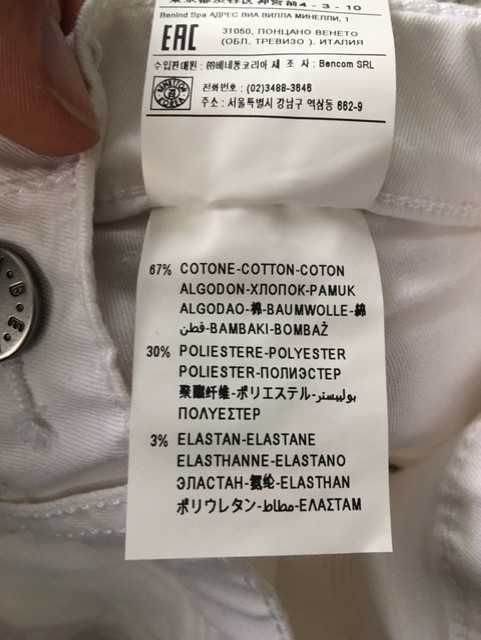 4-3-10
Benind Spa АДРЕС ВИА ВИЛЛА МИНЕЛЛИ, 1
EAC
31050, ПОНЦАНО ВЕНЕТО
(ОБЛ. ТРЕВИЗО ). ИТАЛИЯ
수입판매원 : ㈜베네통코리아 제 조 사 : Bencom SRL
전화번호 : (02)3488-3646
주소 : 서울특별시 강남구 역삼동 662-9
67% COTONE-COTTON-COTON
ALGODON-ХЛОПОК-PAMUK
ALGODAO-棉-BAUMWOLLE-綿
قطن-BAMBAKI-BOMBAŻ
30% POLIESTERE-POLYESTER
POLIESTER-ПОЛИЭСТЕР
聚酯纤维-ポリエステル-بوليستر
ΠΟΛΥΕΣΤΕΡ
3% ELASTAN-ELASTANE
ELASTHANNE-ELASTANO
ЭЛАСТАН-氨纶-ELASTHAN
ポリウレタン-مطاط-ΕΛΑΣΤΑΜ